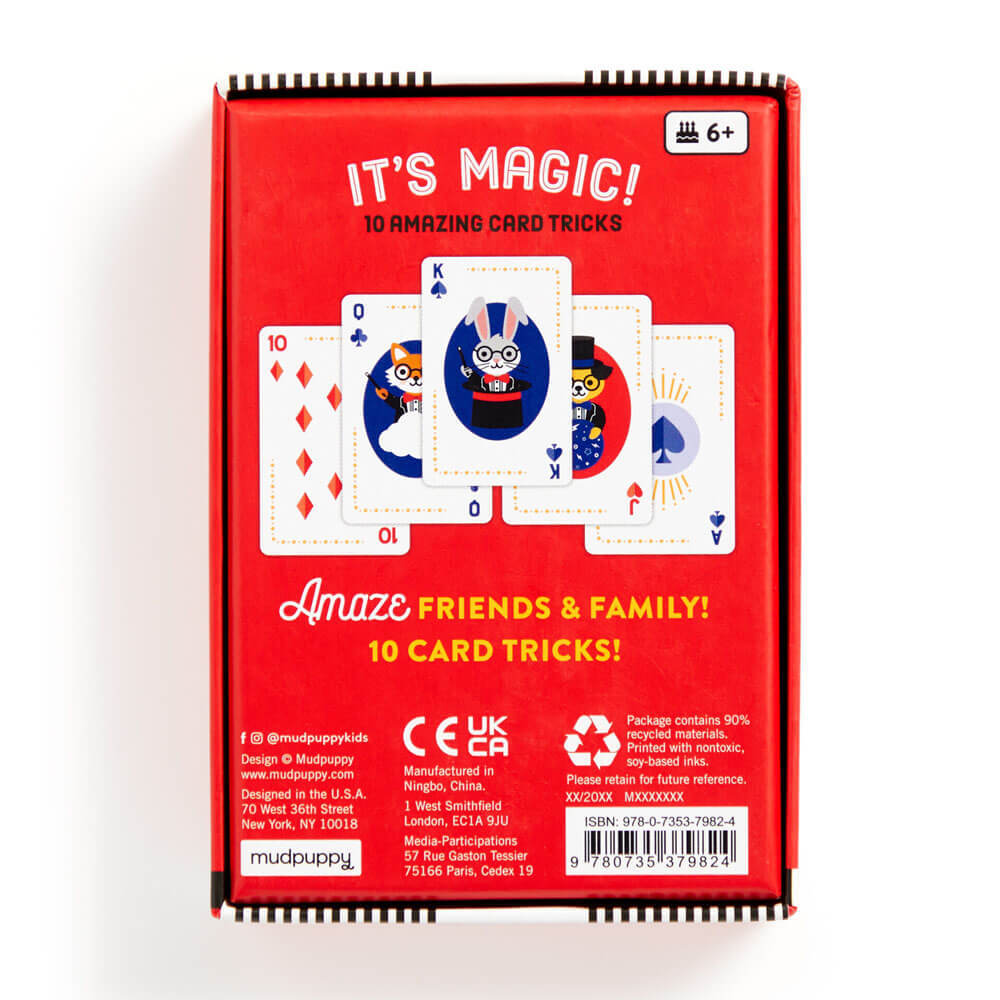 6+
IT'S MAGIC!
10 AMAZING CARD TRICKS
K
Q
10
K
Q
J
A
10
Amaze FRIENDS & FAMILY!
10 CARD TRICKS!
@mudpuppykids
Design © Mudpuppy
www.mudpuppy.com
Designed in the U.S.A.
70 West 36th Street
New York, NY 10018
mudpuppy
CE UK
CA
Manufactured in
Ningbo, China.
1 West Smithfield
London, EC1A 9JU
Media-Participations
57 Rue Gaston Tessier
75166 Paris, Cedex 19
Package contains 90%
recycled materials.
Printed with nontoxic,
soy-based inks.
Please retain for future reference.
XX/20XX MXXXXXXX
ISBN: 978-0-7353-7982-4
9 780735 379824